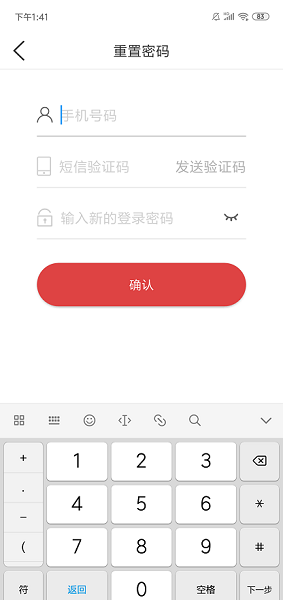 下午1:41
83
重置密码
手机号码
短信验证码 发送验证码
输入新的登录密码
确认
+ 1 2 3
. 4 5 6 *
- 7 8 9 #
(
符 返回 0 空格 下一步